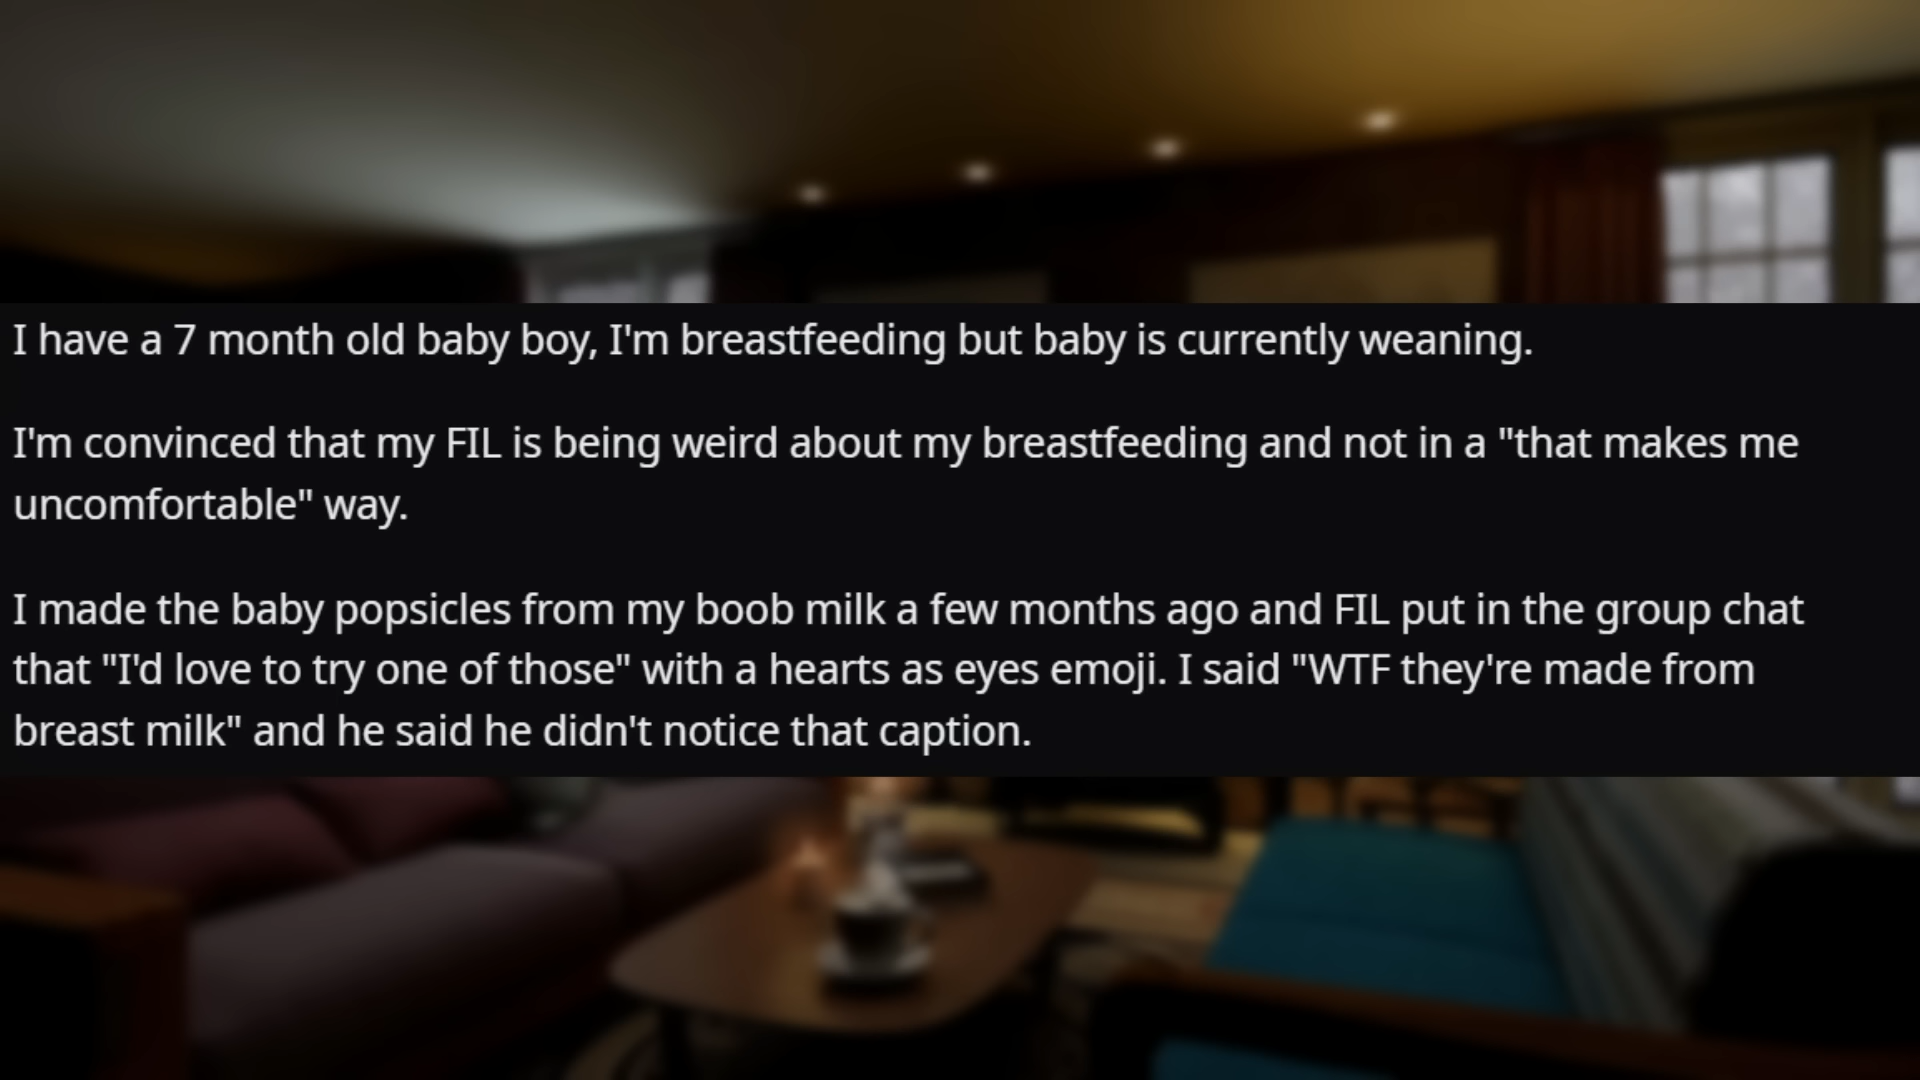 I have a 7 month old baby boy, I'm breastfeeding but baby is currently weaning.
I'm convinced that my FIL is being weird about my breastfeeding and not in a "that makes me
uncomfortable" way.
I made the baby popsicles from my boob milk a few months ago and FIL put in the group chat
that "I'd love to try one of those" with a hearts as eyes emoji. I said "WTF they're made from
breast milk" and he said he didn't notice that caption.